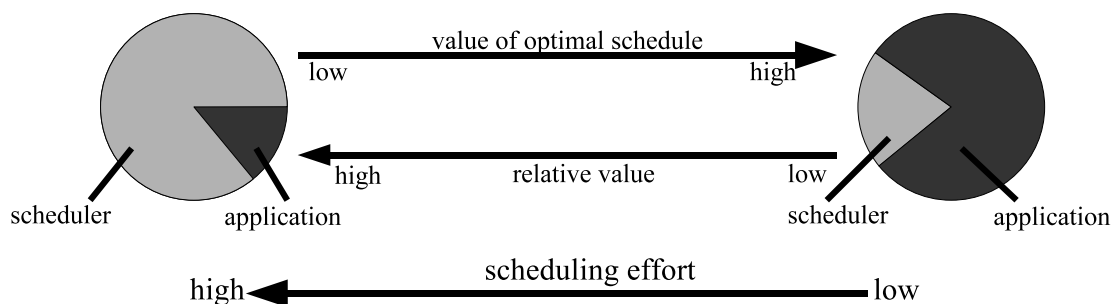 value of optimal schedule
low high
high relative value low
scheduler application scheduler application
high scheduling effort low